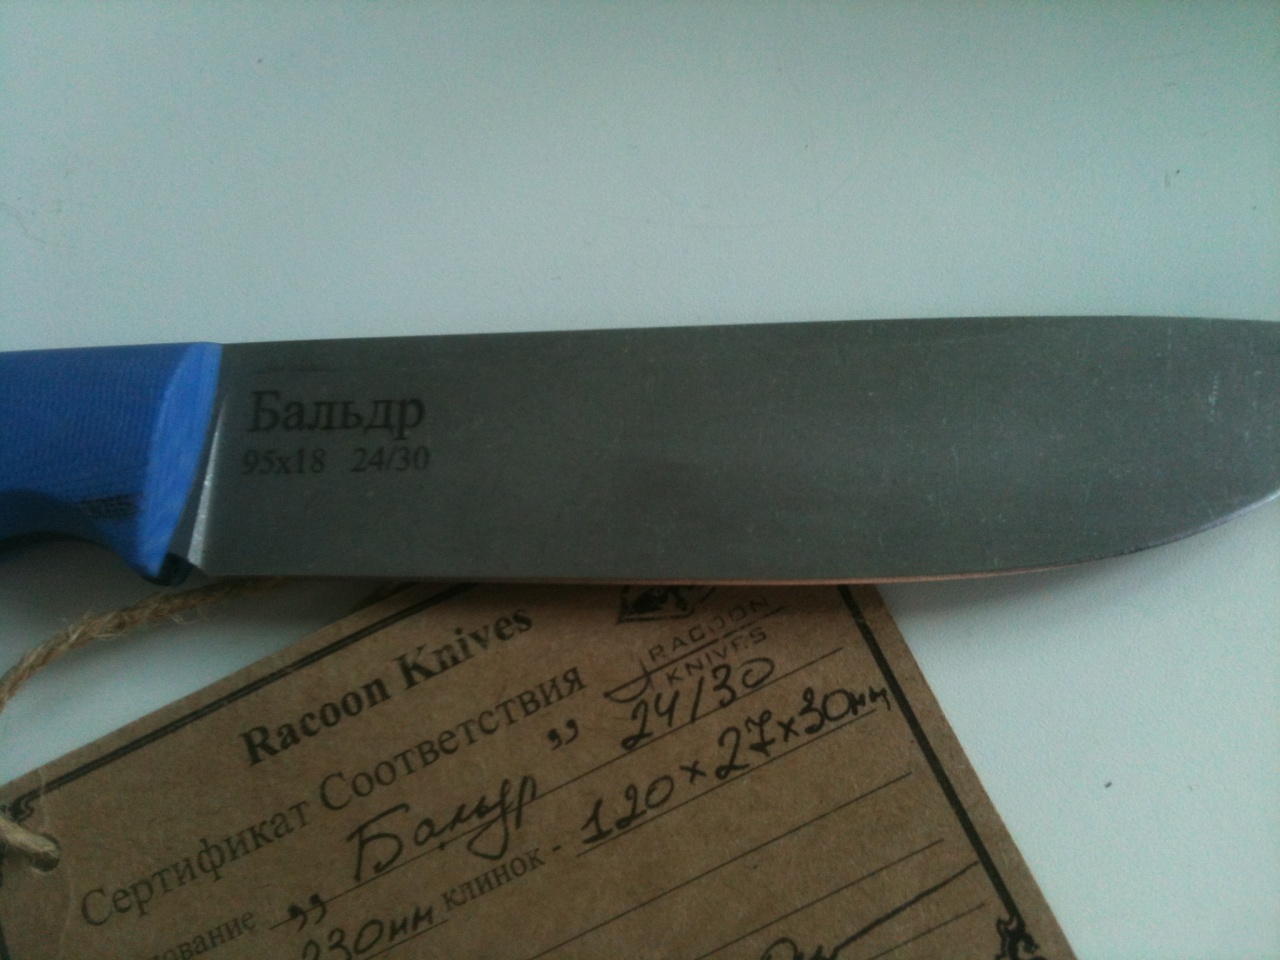 Бальдр
95х18 24/30
Racoon Knives
RACOON
KNIVES
Сертификат Соответствия
„ Бальдр " 24/30
клинок - 120 x 27 x 30мм